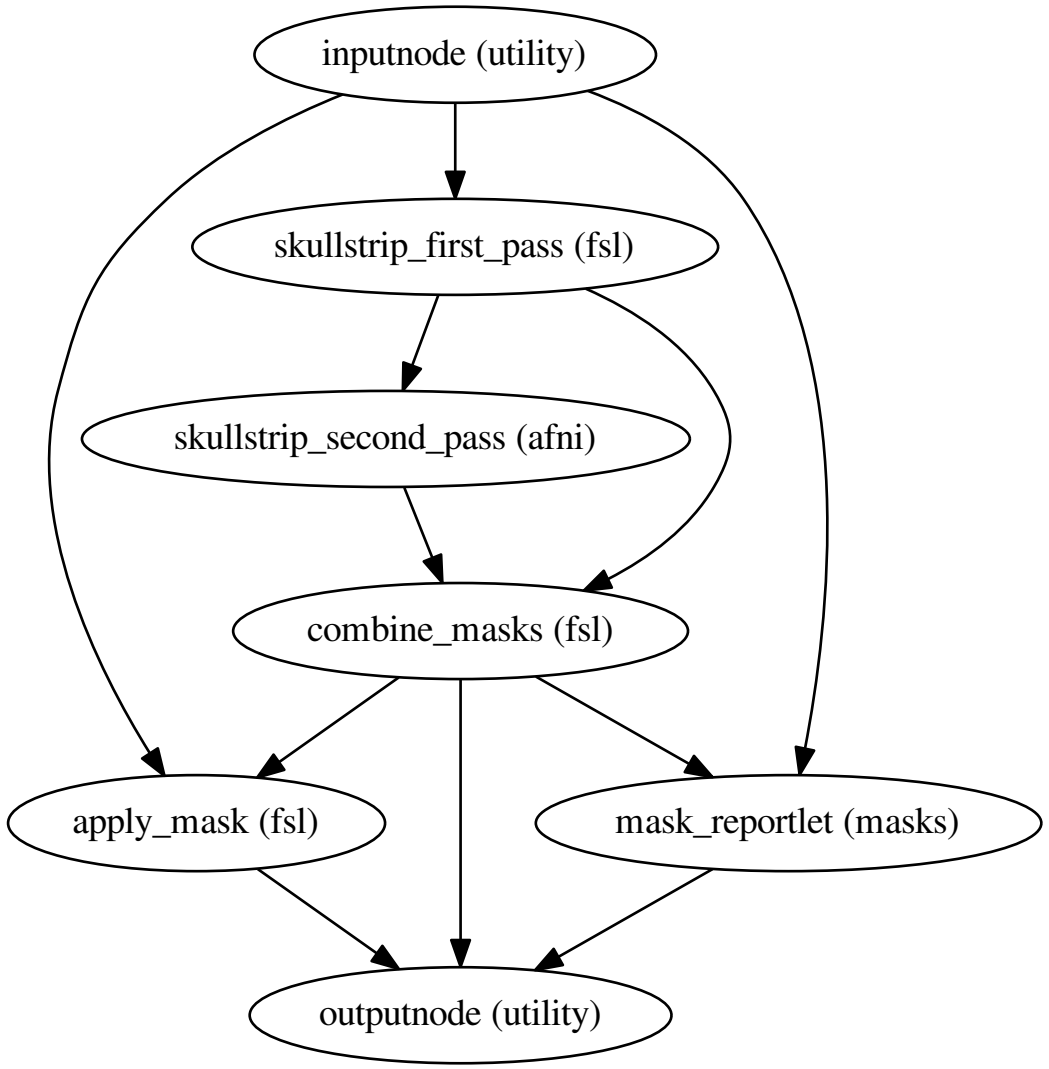 inputnode (utility)
skullstrip_first_pass (fsl)
skullstrip_second_pass (afni)
combine_masks (fsl)
apply_mask (fsl)
mask_reportlet (masks)
outputnode (utility)